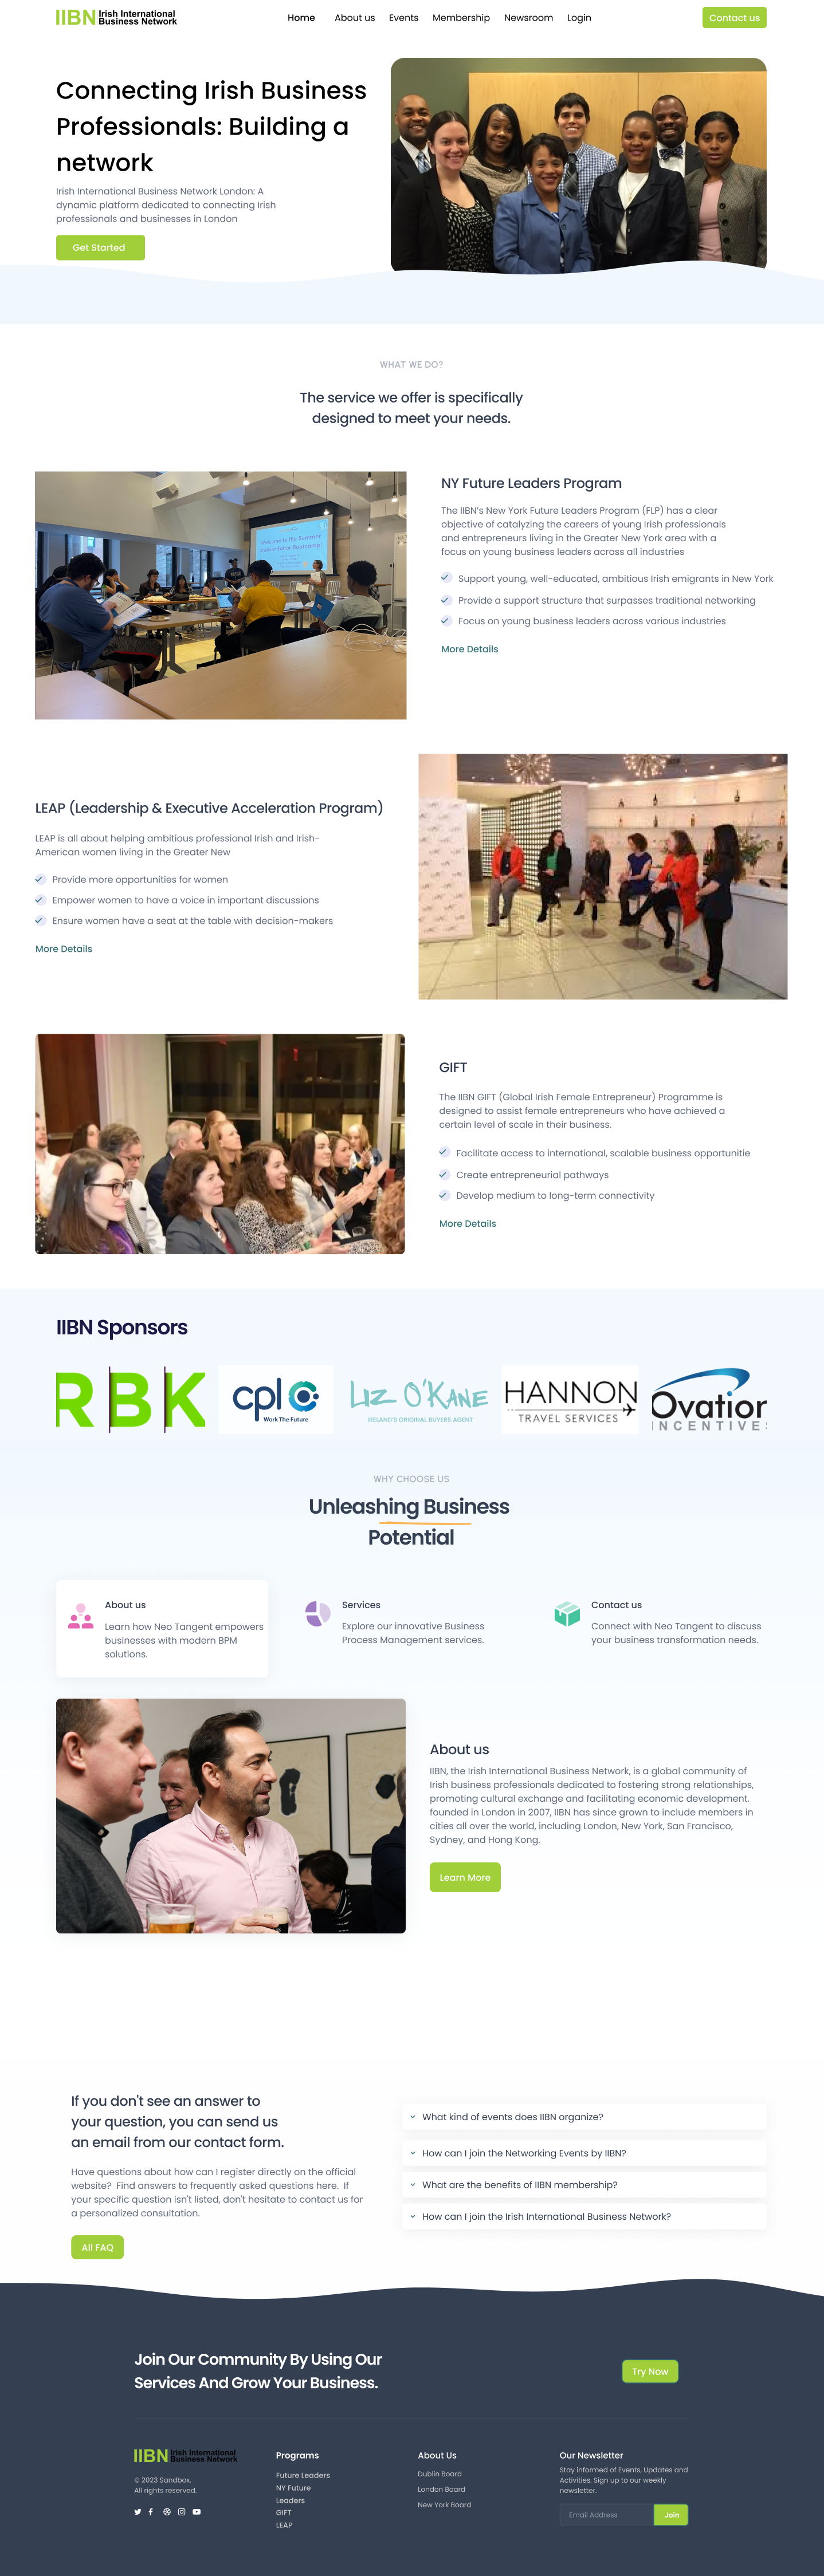 IIBN Irish International
Business Network
Home
About us
Events
Membership
Newsroom
Login
Contact us
Connecting Irish Business
Professionals: Building a
network
Irish International Business Network London: A
dynamic platform dedicated to connecting Irish
professionals and businesses in London
Get Started
WHAT WE DO?
The service we offer is specifically
designed to meet your needs.
Welcome to the Summer
Student Editor Bootcamp!
NY Future Leaders Program
The IIBN's New York Future Leaders Program (FLP) has a clear
objective of catalyzing the careers of young Irish professionals
and entrepreneurs living in the Greater New York area with a
focus on young business leaders across all industries
Support young, well-educated, ambitious Irish emigrants in New York
Provide a support structure that surpasses traditional networking
Focus on young business leaders across various industries
More Details
LEAP (Leadership & Executive Acceleration Program)
LEAP is all about helping ambitious professional Irish and Irish-
American women living in the Greater New
Provide more opportunities for women
Empower women to have a voice in important discussions
Ensure women have a seat at the table with decision-makers
More Details
GIFT
The IIBN GIFT (Global Irish Female Entrepreneur) Programme is
designed to assist female entrepreneurs who have achieved a
certain level of scale in their business.
Facilitate access to international, scalable business opportunitie
Create entrepreneurial pathways
Develop medium to long-term connectivity
More Details
IIBN Sponsors
RBK
cpl
Work The Future
LIZ O'KANE
IRELAND'S ORIGINAL BUYERS AGENT
HANNON
TRAVEL SERVICES
Ovation
INCENTIVES
WHY CHOOSE US
Unleashing Business
Potential
About us
Learn how Neo Tangent empowers
businesses with modern BPM
solutions.
Services
Explore our innovative Business
Process Management services.
Contact us
Connect with Neo Tangent to discuss
your business transformation needs.
About us
IIBN, the Irish International Business Network, is a global community of
Irish business professionals dedicated to fostering strong relationships,
promoting cultural exchange and facilitating economic development.
founded in London in 2007, IIBN has since grown to include members in
cities all over the world, including London, New York, San Francisco,
Sydney, and Hong Kong.
Learn More
If you don't see an answer to
your question, you can send us
an email from our contact form.
Have questions about how can I register directly on the official
website? Find answers to frequently asked questions here. If
your specific question isn't listed, don't hesitate to contact us for
a personalized consultation.
All FAQ
What kind of events does IIBN organize?
How can I join the Networking Events by IIBN?
What are the benefits of IIBN membership?
How can I join the Irish International Business Network?
Join Our Community By Using Our
Services And Grow Your Business.
Try Now
IIBN Irish International
Business Network
© 2023 Sandbox.
All rights reserved.
Programs
Future Leaders
NY Future
Leaders
GIFT
LEAP
About Us
Dublin Board
London Board
New York Board
Our Newsletter
Stay informed of Events, Updates and
Activities. Sign up to our weekly
newsletter.
Email Address
Join